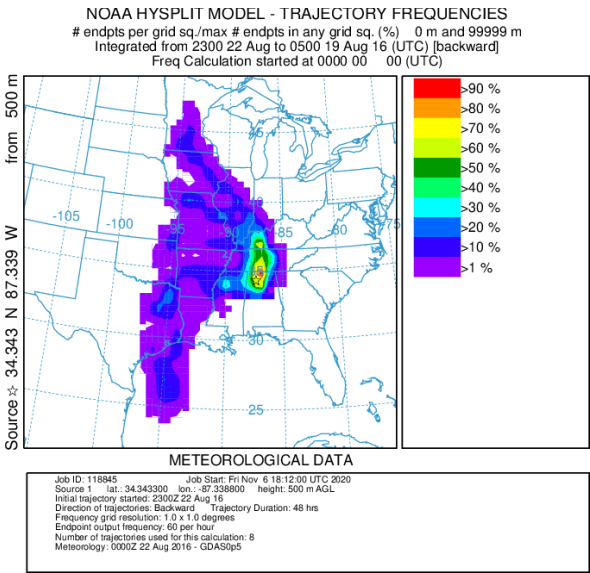 NOAA HYSPLIT MODEL - TRAJECTORY FREQUENCIES
# endpts per grid sq./max # endpts in any grid sq. (%)    0 m and 99999 m
Integrated from 2300 22 Aug to 0500 19 Aug 16 (UTC) [backward]
Freq Calculation started at 0000 00    00 (UTC)
Source ☆ 34.343 N 87.339 W    from 500 m
45
40
-105 -100 -95 -90 -85 -80 -75
35
30
25
>90 %
>80 %
>70 %
>60 %
>50 %
>40 %
>30 %
>20 %
>10 %
>1 %
METEOROLOGICAL DATA
Job ID: 118845    Job Start: Fri Nov 6 18:12:00 UTC 2020
Source 1    lat.: 34.343300    lon.: -87.338800    height: 500 m AGL
Initial trajectory started: 2300Z 22 Aug 16
Direction of trajectories: Backward    Trajectory Duration: 48 hrs
Frequency grid resolution: 1.0 x 1.0 degrees
Endpoint output frequency: 60 per hour
Number of trajectories used for this calculation: 8
Meteorology: 0000Z 22 Aug 2016 - GDAS0p5